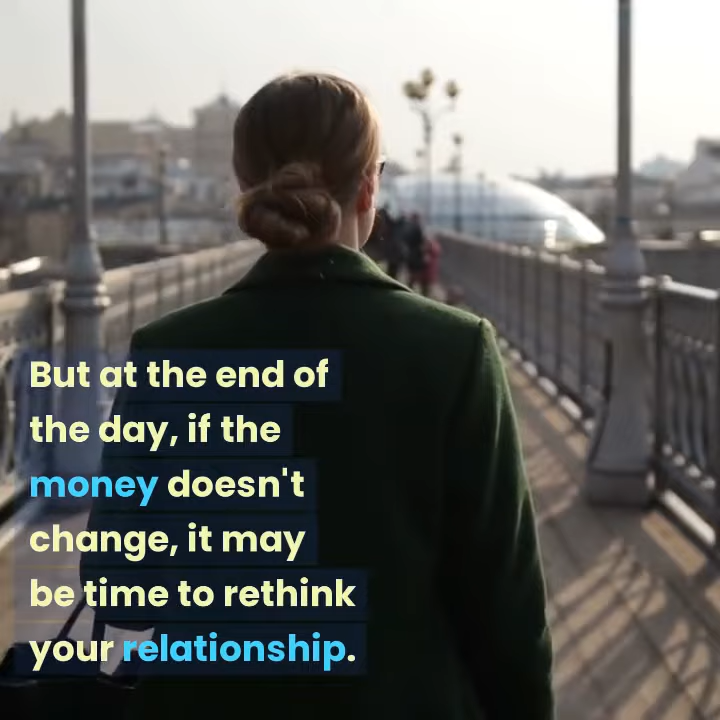 But at the end of
the day, if the
money doesn't
change, it may
be time to rethink
your relationship.